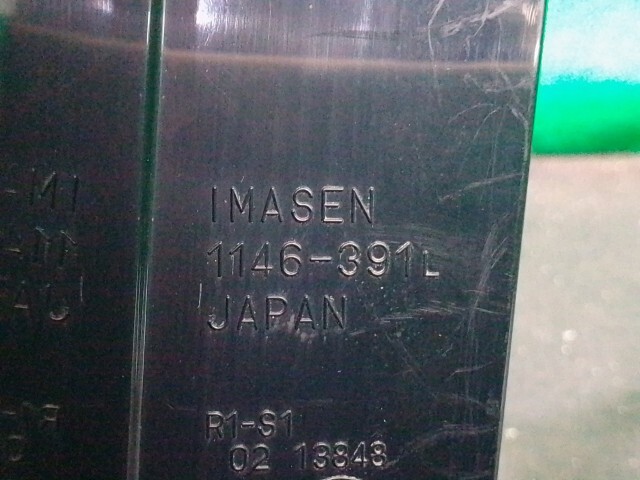 IMASEN
1146-391L
JAPAN
R1-S1
02 13848